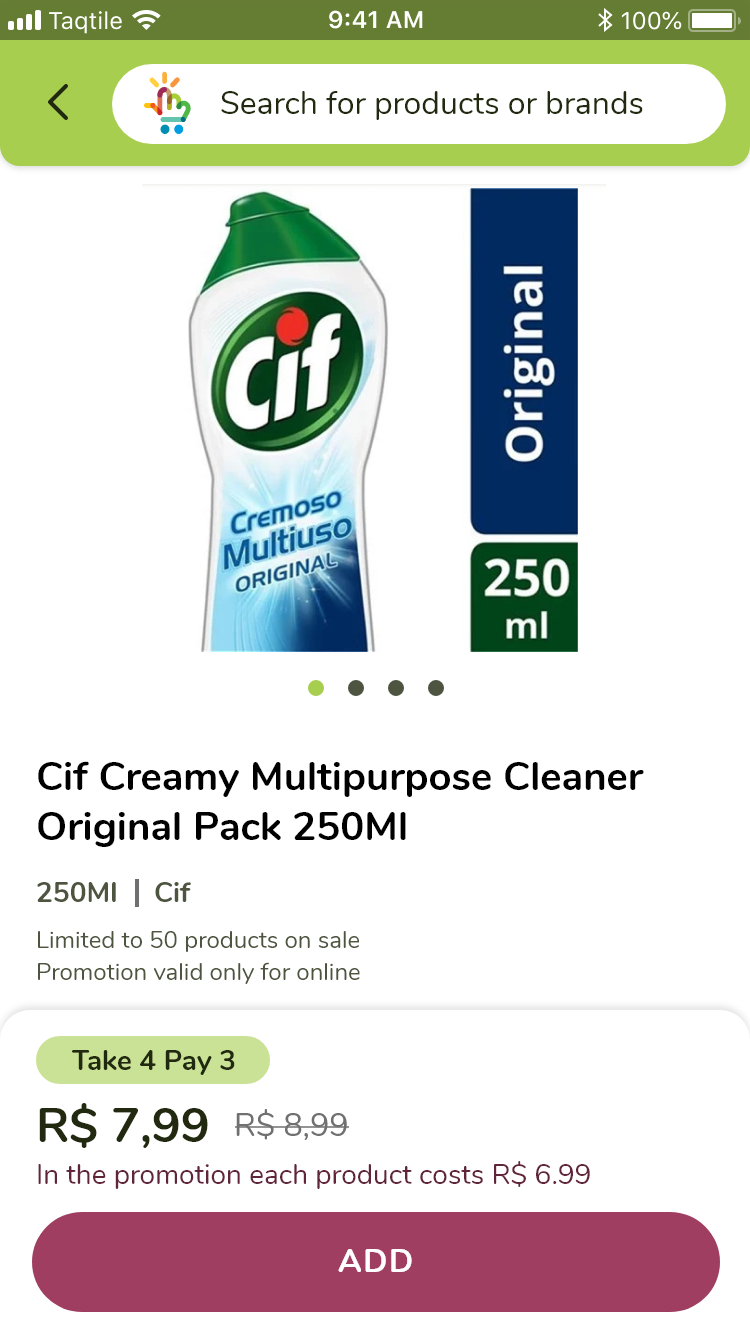 Taqtile 9:41 AM 100%
Search for products or brands
Cif
Cremoso
Multiuso
ORIGINAL
Original
250
ml
Cif Creamy Multipurpose Cleaner
Original Pack 250Ml
250Ml | Cif
Limited to 50 products on sale
Promotion valid only for online
Take 4 Pay 3
R$ 7,99 R$ 8,99
In the promotion each product costs R$ 6.99
ADD